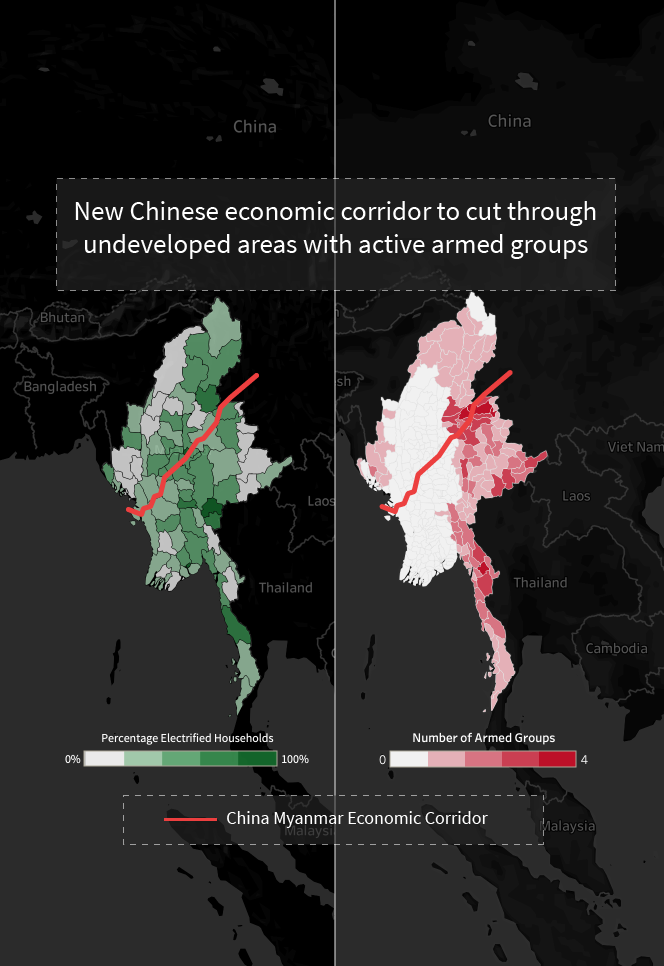 China
China
New Chinese economic corridor to cut through
undeveloped areas with active armed groups
Bhutan
Bangladesh
sh
Viet Nam
Laos
Laos
Thailand
Thailand
Cambodia
Percentage Electrified Households
0%
100%
Number of Armed Groups
0
4
China Myanmar Economic Corridor
Malaysia
Malaysia